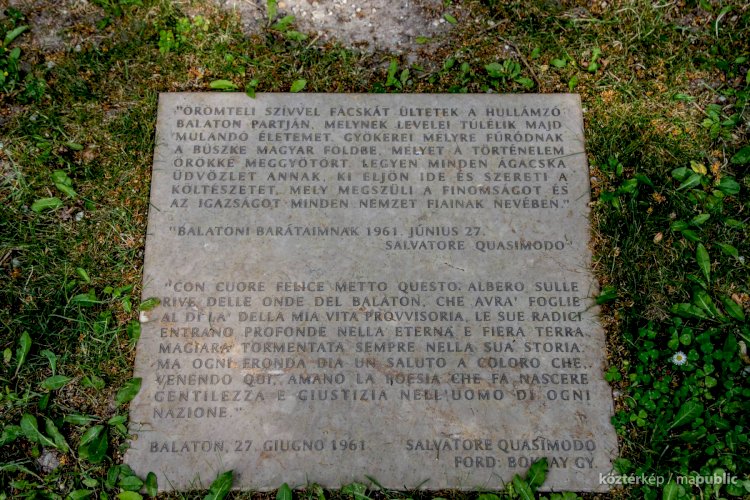 "ÖRÖMTELI SZÍVVEL FÁCSKÁT ÜLTETEK A HULLÁMZÓ
BALATON PARTJÁN, MELYNEK LEVELEI TÚLÉLIK MAJD
MULANDÓ ÉLETEMET. GYÖKEREI MÉLYRE FÚRÓDNAK
A BÜSZKE MAGYAR FÖLDBE, MELYET A TÖRTÉNELEM
ÖRÖKKÉ MEGGYÖTÖRT. LEGYEN MINDEN ÁGACSKA
ÜDVÖZLET ANNAK, KI ELJÖN IDE ÉS SZERETI A
KÖLTÉSZETET, MELY MEGSZÜLI A FINOMSÁGOT ÉS
AZ IGAZSÁGOT MINDEN NEMZET FIAINAK NEVÉBEN."
"BALATONI BARÁTAIMNAK 1961. JÚNIUS 27.
SALVATORE QUASIMODO"
"CON CUORE FELICE METTO QUESTO. ALBERO SULLE
RIVE DELLE ONDE DEL BALATON, CHE AVRA' FOGLIE
AL DI LA' DELLA MIA VITA PROVVISORIA. LE SUE RADICI
ENTRANO PROFONDE NELLA ETERNA E FIERA TERRA
MAGIARA TORMENTATA SEMPRE NELLA SUA STORIA.
MA OGNI FRONDA DIA UN SALUTO A COLORO CHE,
VENENDO QUI, AMANO LA POESIA CHE FA NASCERE
GENTILEZZA E GIUSTIZIA NELL'UOMO DI OGNI
NAZIONE."
BALATON, 27. GIUGNO 1961 SALVATORE QUASIMODO
FORD: BODNAY GY.
köztérkép / mapublic